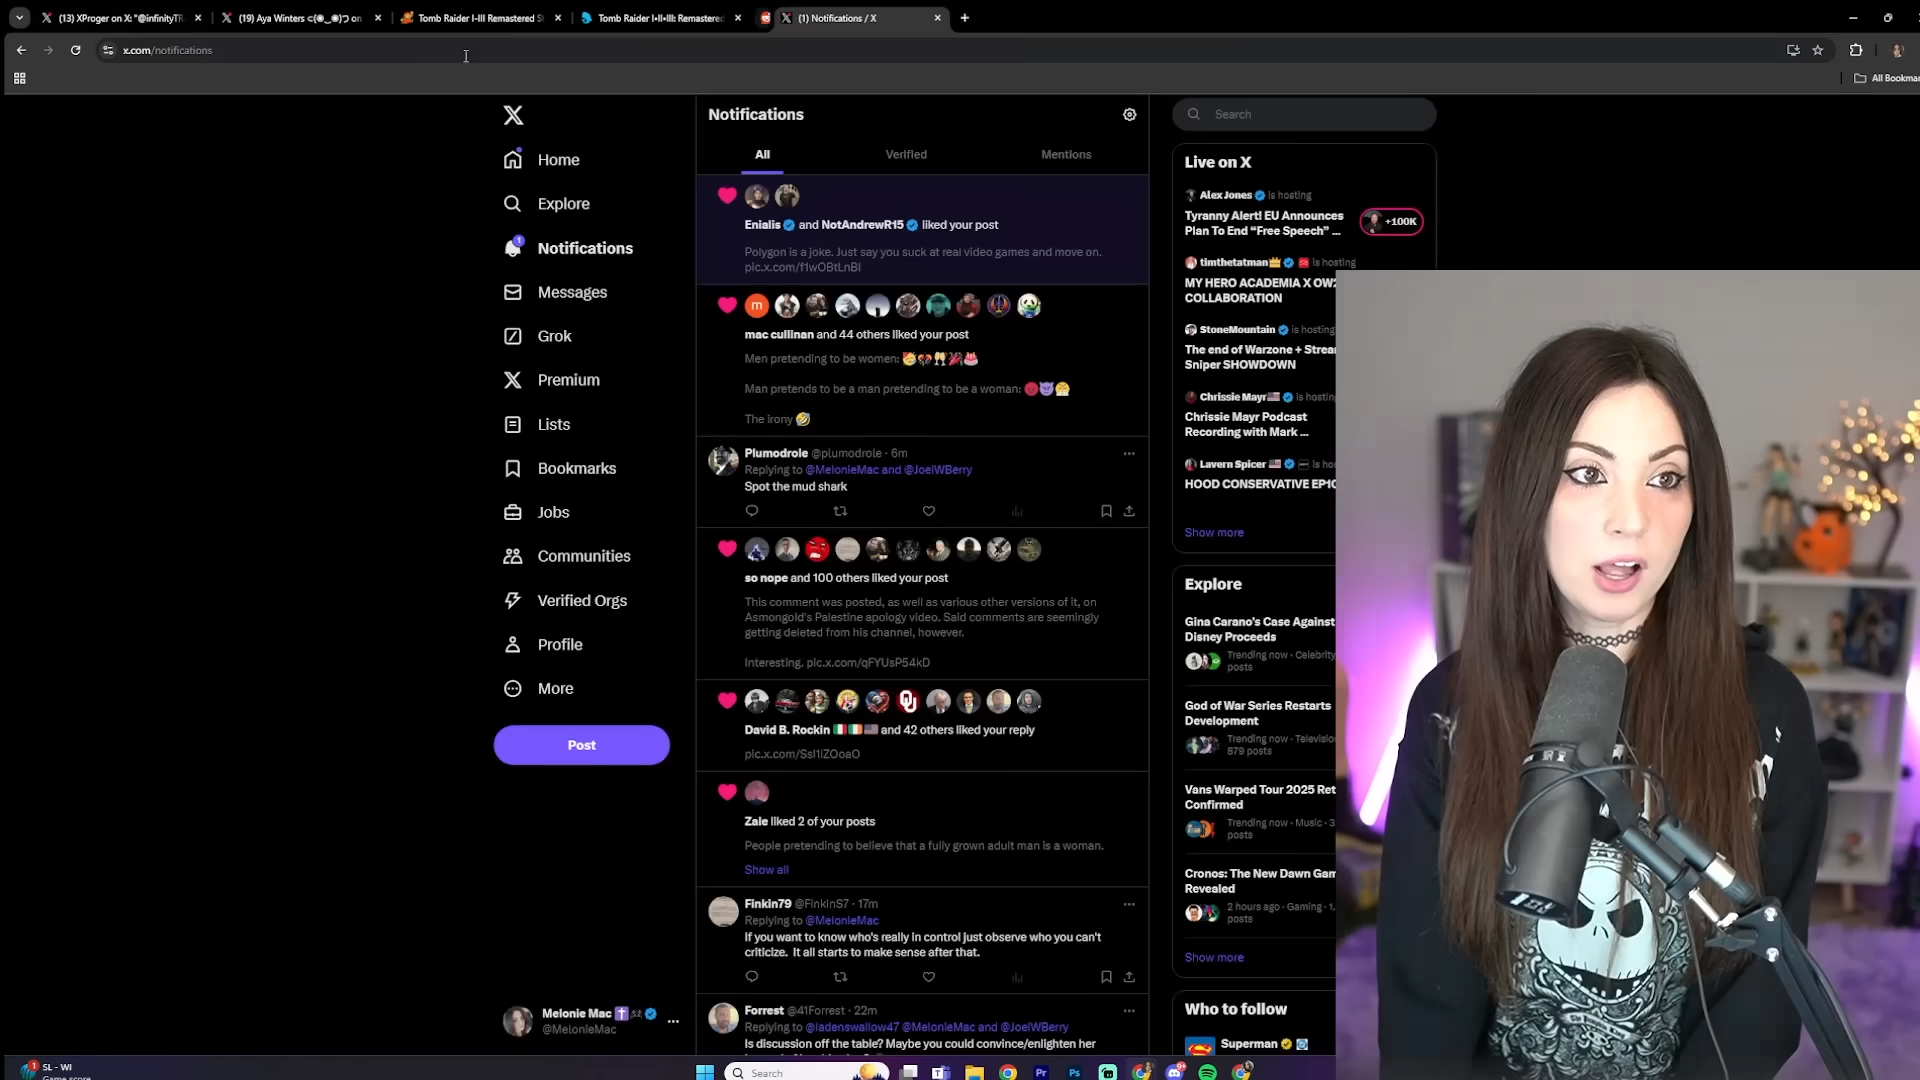 (13) XProger on X: "@infinityTR
(19) Aya Winters
Tomb Raider I-III Remastered S
Tomb Raider I•II•III: Remastered
(1) Notifications / X
x.com/notifications
All Bookmar
Home
Explore
1
Notifications
Messages
Grok
Premium
Lists
Bookmarks
Jobs
Communities
Verified Orgs
Profile
More
Post
Melonie Mac
@MelonieMac
Notifications
All
Verified
Mentions
Enialis and NotAndrewR15 liked your post
Polygon is a joke. Just say you suck at real video games and move on.
pic.x.com/f1wOBtLnBI
m
mac cullinan and 44 others liked your post
Men pretending to be women: 🥳
Man pretends to be a man pretending to be a woman: 😡😈😤
The irony 🤣
Plumodrole @plumodrole · 6m
Replying to @MelonieMac and @JoelWBerry
Spot the mud shark
so nope and 100 others liked your post
This comment was posted, as well as various other versions of it, on
Asmongold's Palestine apology video. Said comments are seemingly
getting deleted from his channel, however.
Interesting. pic.x.com/qFYUsP54kD
David B. Rockin 🇮🇹🇮🇪🇺🇸 and 42 others liked your reply
Zale liked 2 of your posts
People pretending to believe that a fully grown adult man is a woman.
Show all
Finkin79 @FinkinS7 · 17m
Replying to @MelonieMac
If you want to know who's really in control just observe who you can't
criticize. It all starts to make sense after that.
Forrest @41Forrest · 22m
Replying to @ladenswallow47 @MelonieMac and @JoelWBerry
Is discussion off the table? Maybe you could convince/enlighten her
Search
Live on X
Alex Jones is hosting
Tyranny Alert! EU Announces
Plan To End “Free Speech” ...
+100K
timthetatman is hosting
MY HERO ACADEMIA X OW2
COLLABORATION
StoneMountain is hosting
The end of Warzone + Strea
Sniper SHOWDOWN
Chrissie Mayr is hosting
Chrissie Mayr Podcast
Recording with Mark ...
Lavern Spicer is ho
HOOD CONSERVATIVE EP10
Show more
Explore
Gina Carano's Case Against
Disney Proceeds
Trending now · Celebrity
posts
God of War Series Restarts
Development
Trending now · Televisio
879 posts
Vans Warped Tour 2025 Ret
Confirmed
Trending now · Music · 3
posts
Cronos: The New Dawn Gam
Revealed
2 hours ago · Gaming · 1.
posts
Show more
Who to follow
Superman
1
SL - WI
Game score
Search